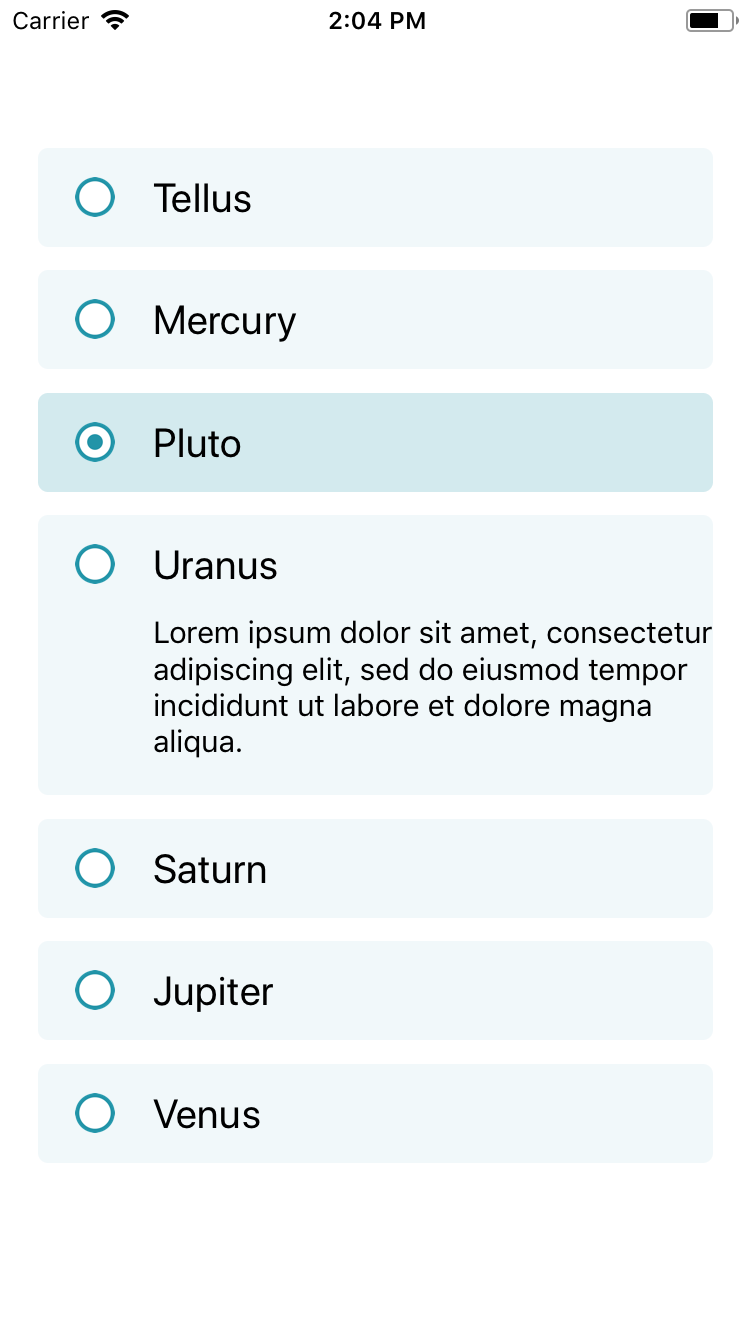 Carrier 2:04 PM
Tellus
Mercury
Pluto
Uranus
Lorem ipsum dolor sit amet, consectetur
adipiscing elit, sed do eiusmod tempor
incididunt ut labore et dolore magna
aliqua.
Saturn
Jupiter
Venus